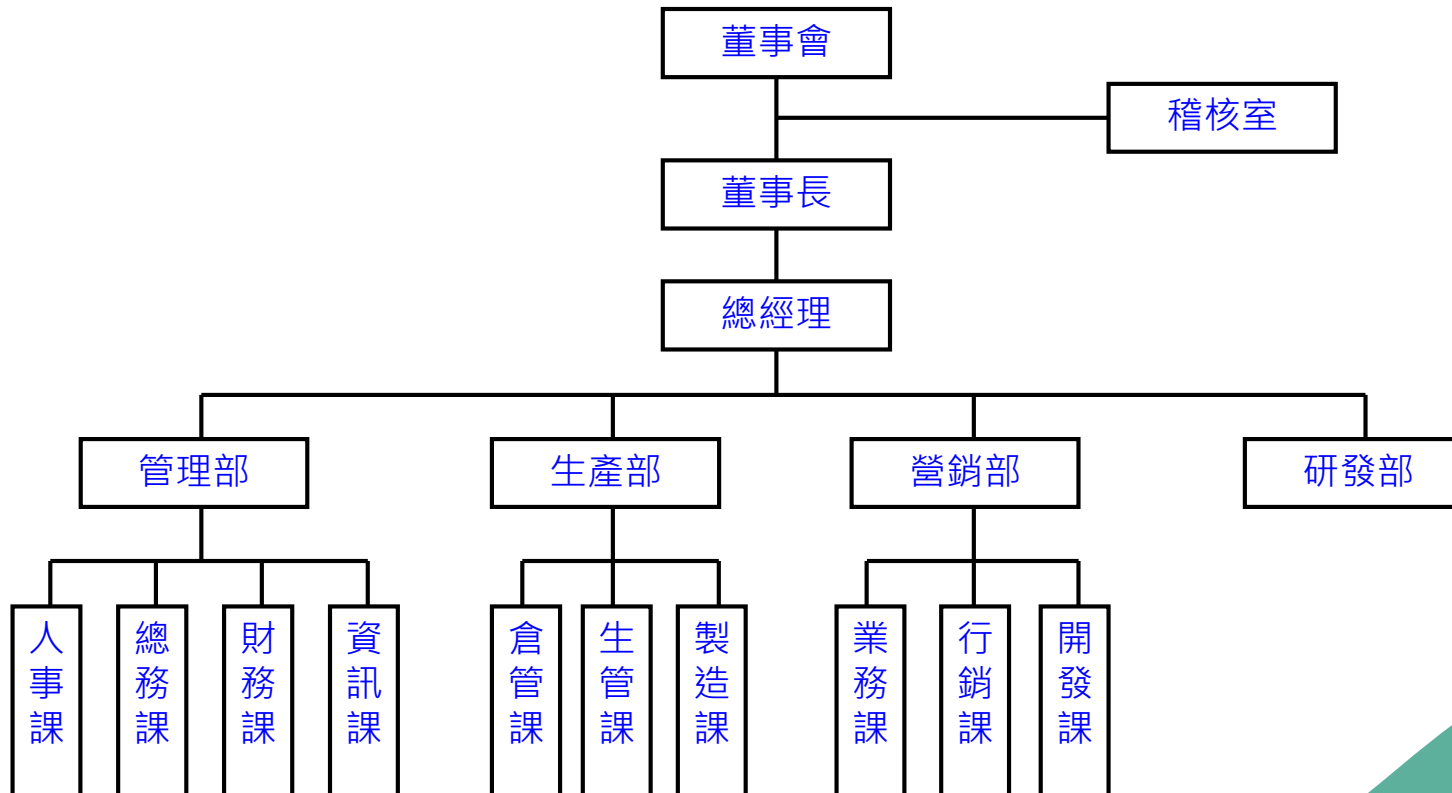 董事會
稽核室
董事長
總經理
管理部
生產部
營銷部
研發部
人事課
總務課
財務課
資訊課
倉管課
生管課
製造課
業務課
行銷課
開發課